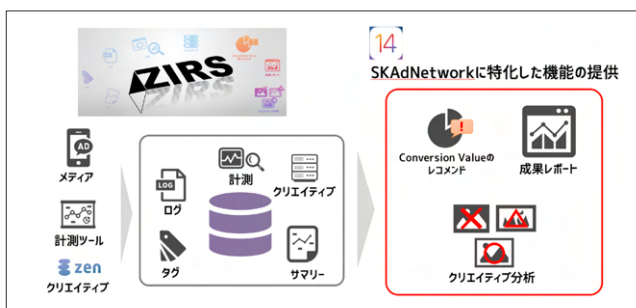 ZIRS
14
SKAdNetworkに特化した機能の提供
AD
メディア
計測ツール
zen
クリエイティブ
LOG
ログ
計測
クリエイティブ
タグ
サマリー
!
Conversion Valueの
レコメンド
成果レポート
クリエイティブ分析